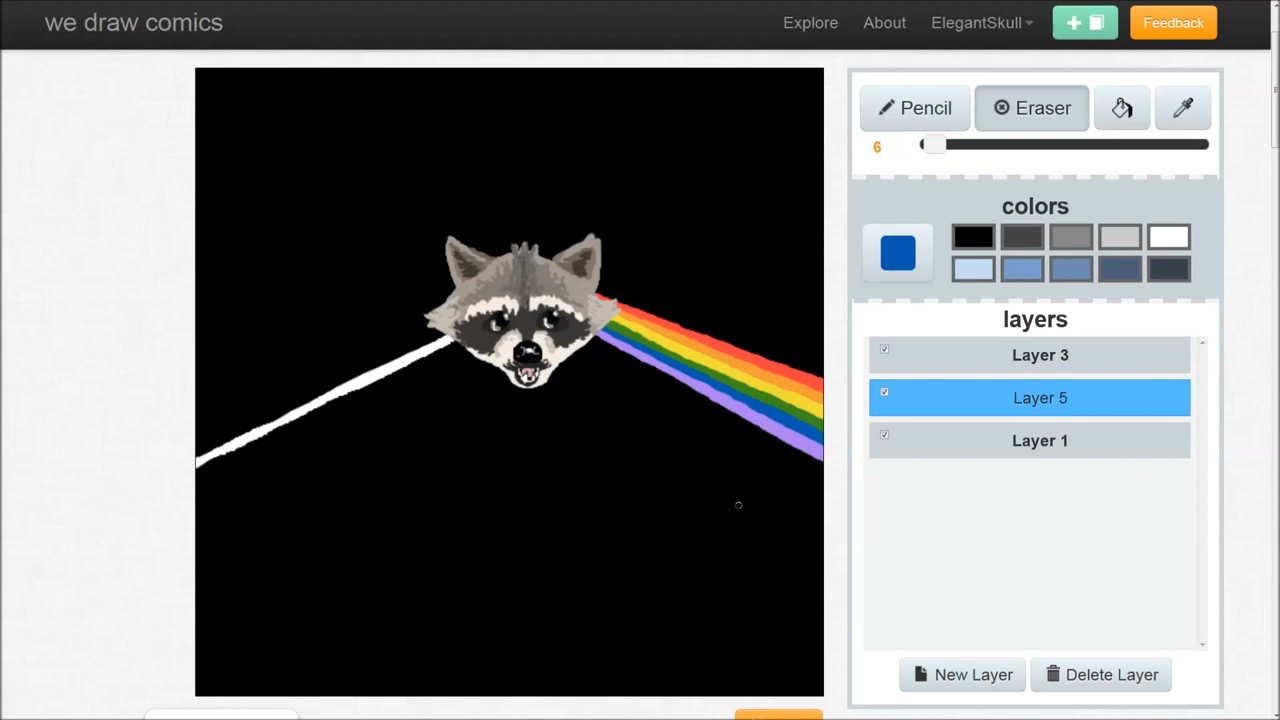 we draw comics
Explore
About
ElegantSkull
Feedback
Pencil
Eraser
6
colors
layers
Layer 3
Layer 5
Layer 1
New Layer
Delete Layer